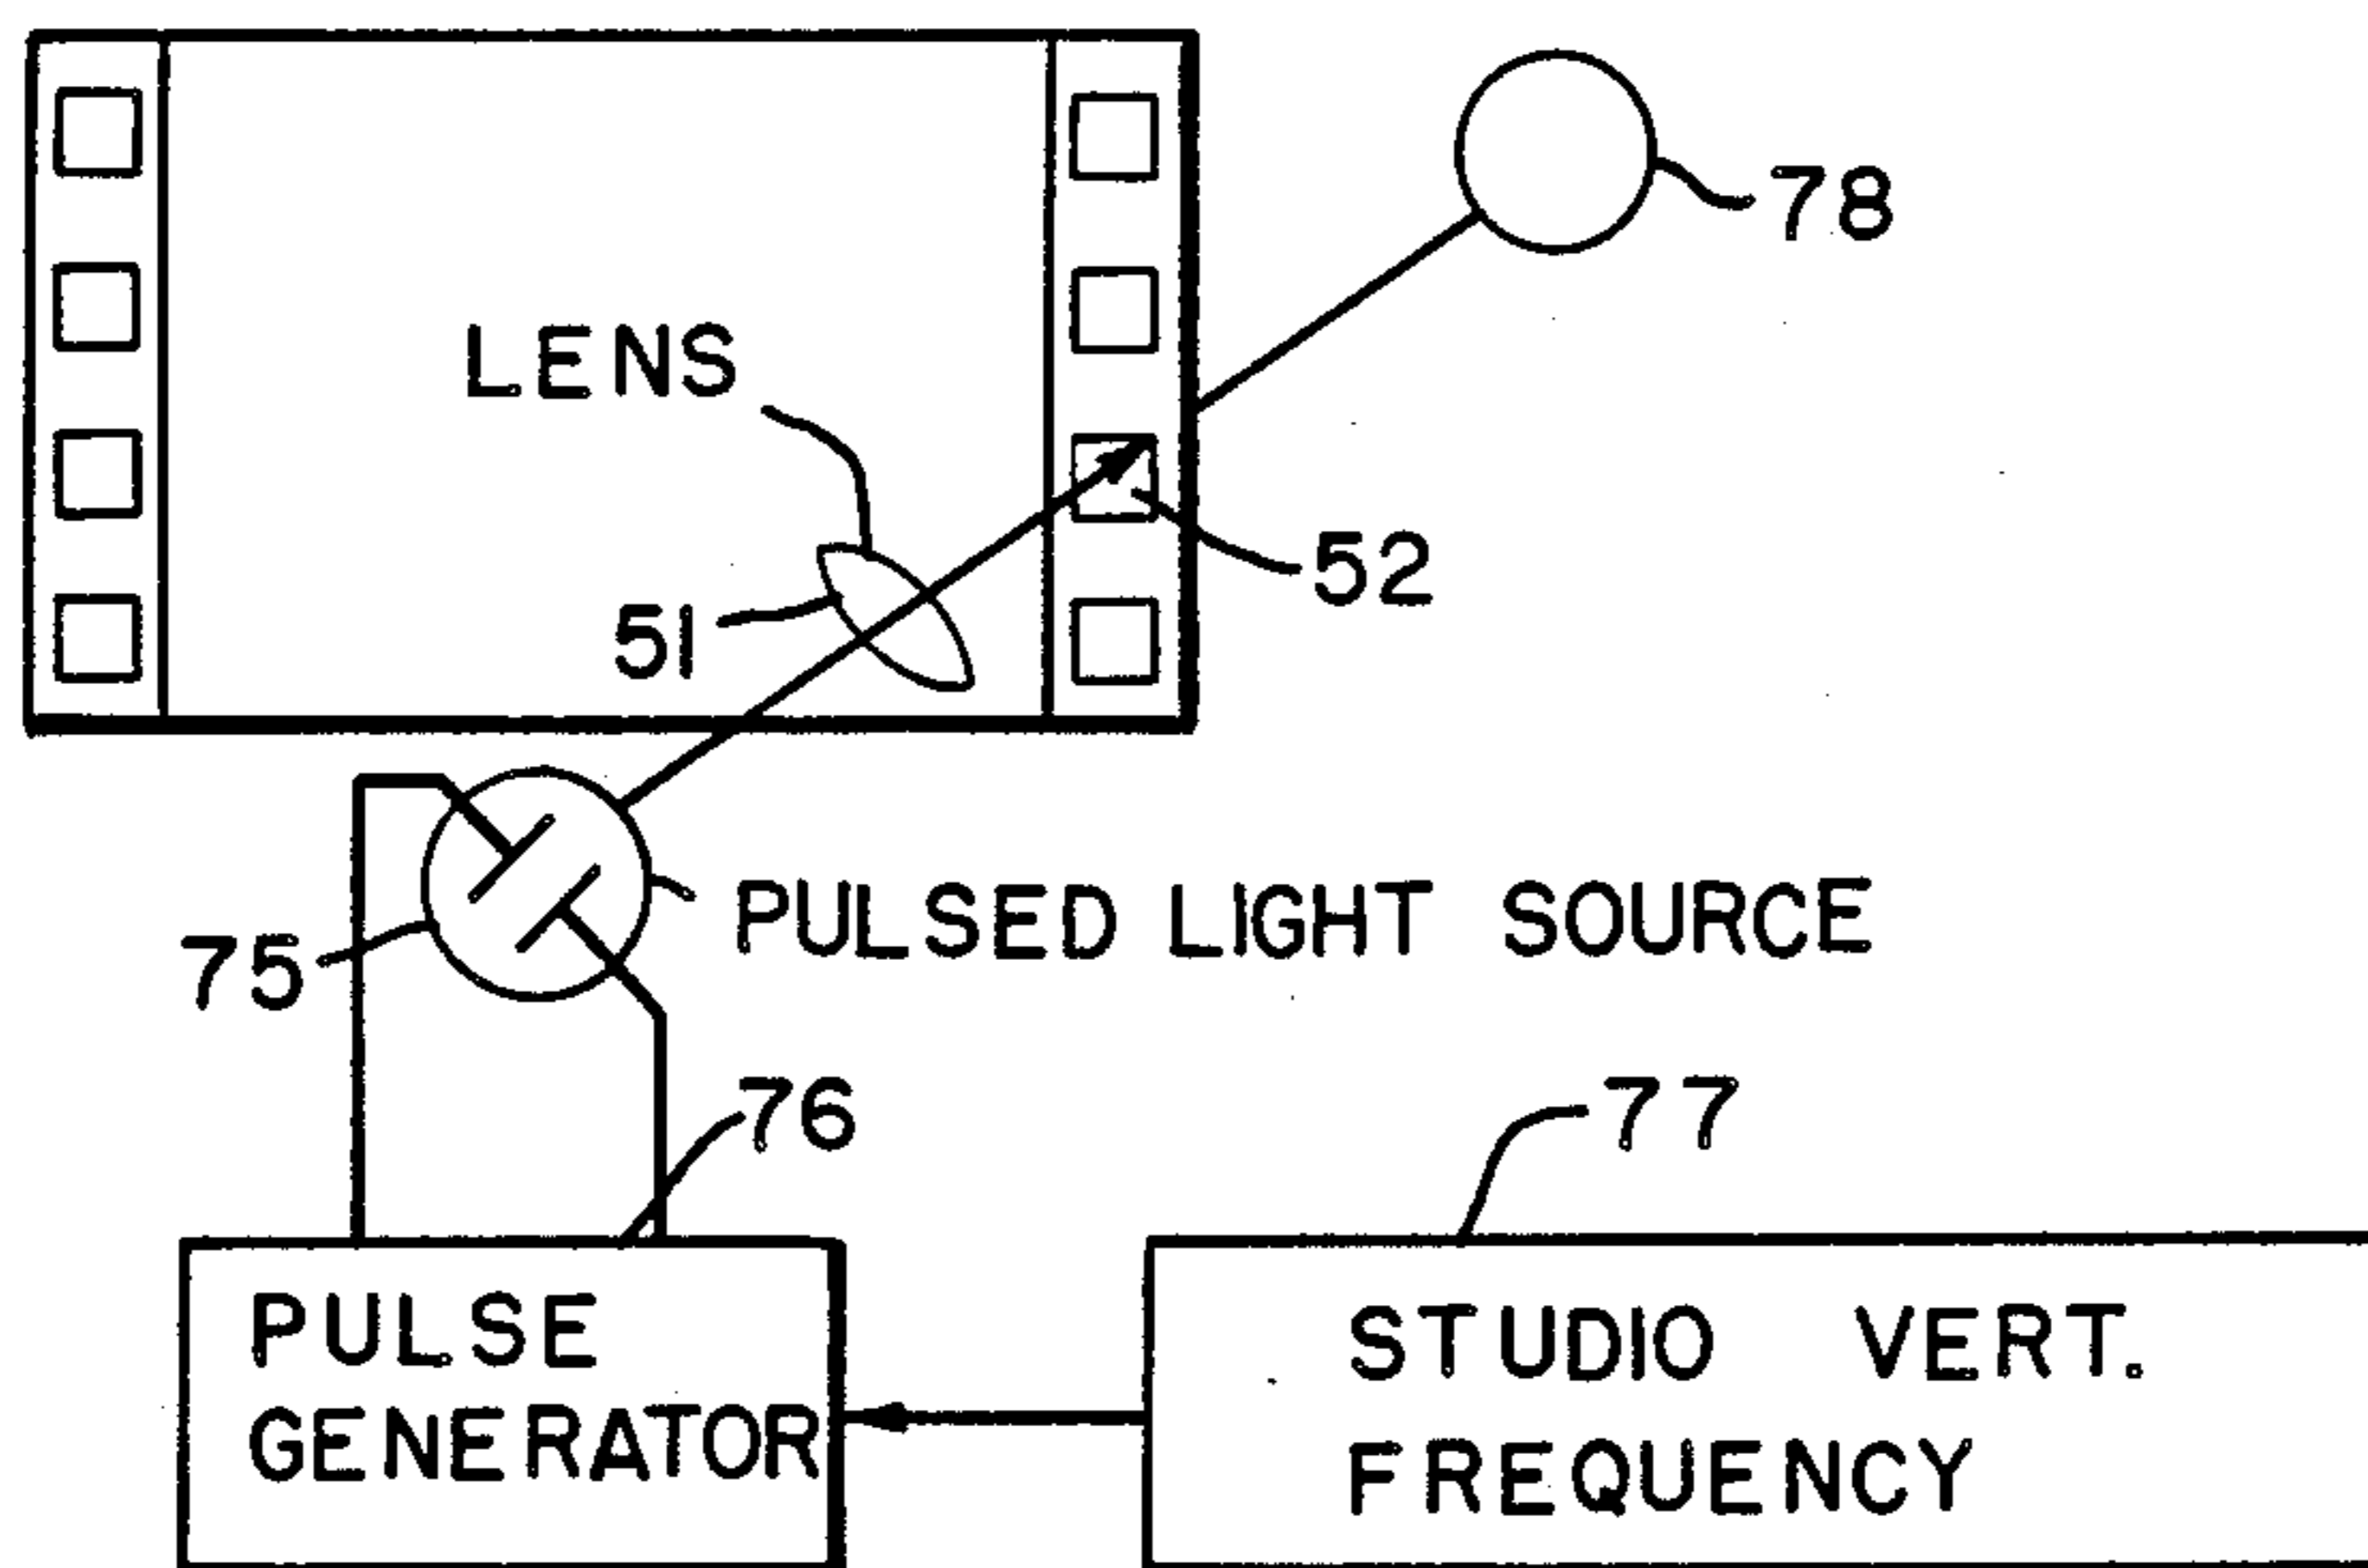 78
LENS
52
51
PULSED LIGHT SOURCE
75
76
77
PULSE
GENERATOR
STUDIO VERT.
FREQUENCY